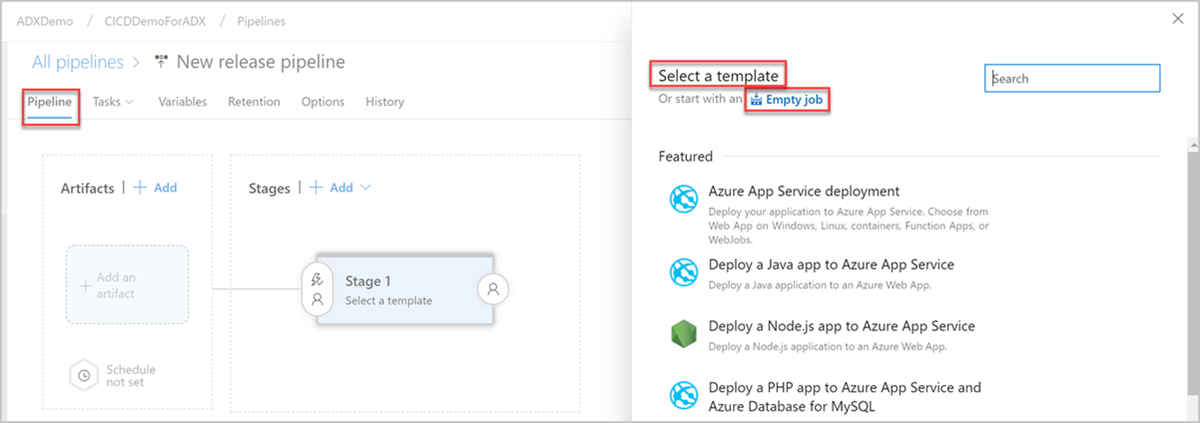 ADXDemo / CICDDemoForADX / Pipelines
All pipelines > New release pipeline
Pipeline Tasks Variables Retention Options History
Artifacts | + Add
Stages | + Add
+ Add an
artifact
Stage 1
Select a template
Schedule
not set
Select a template
Search
Or start with an Empty job
Featured
Azure App Service deployment
Deploy your application to Azure App Service. Choose from
Web App on Windows, Linux, containers, Function Apps, or
WebJobs.
Deploy a Java app to Azure App Service
Deploy a Java application to an Azure Web App.
Deploy a Node.js app to Azure App Service
Deploy a Node.js application to an Azure Web App.
Deploy a PHP app to Azure App Service and
Azure Database for MySQL